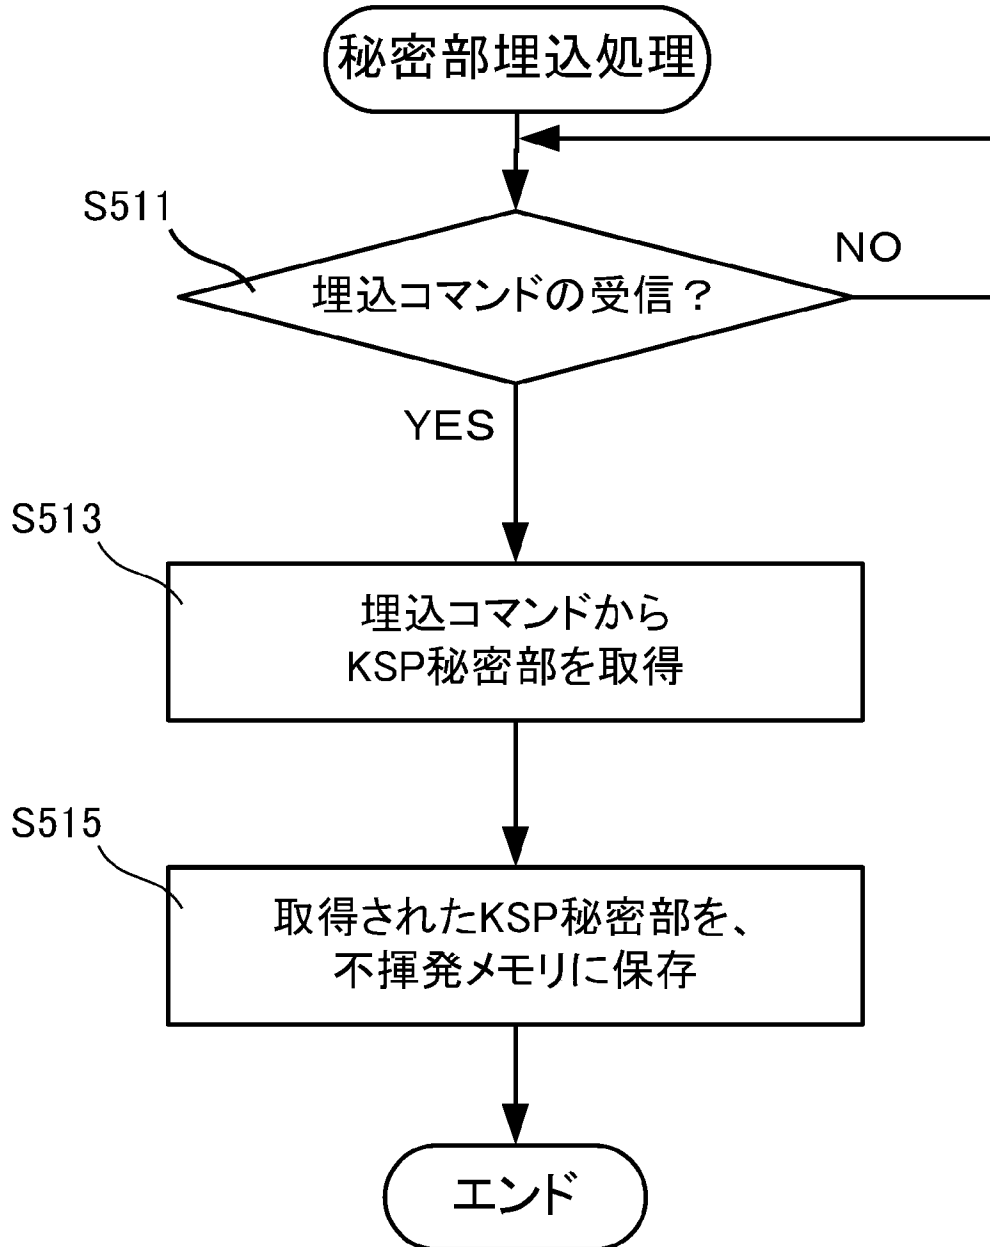 秘密部埋込処理
S511
NO
埋込コマンドの受信？
YES
S513
埋込コマンドから
KSP秘密部を取得
S515
取得されたKSP秘密部を、
不揮発メモリに保存
エンド